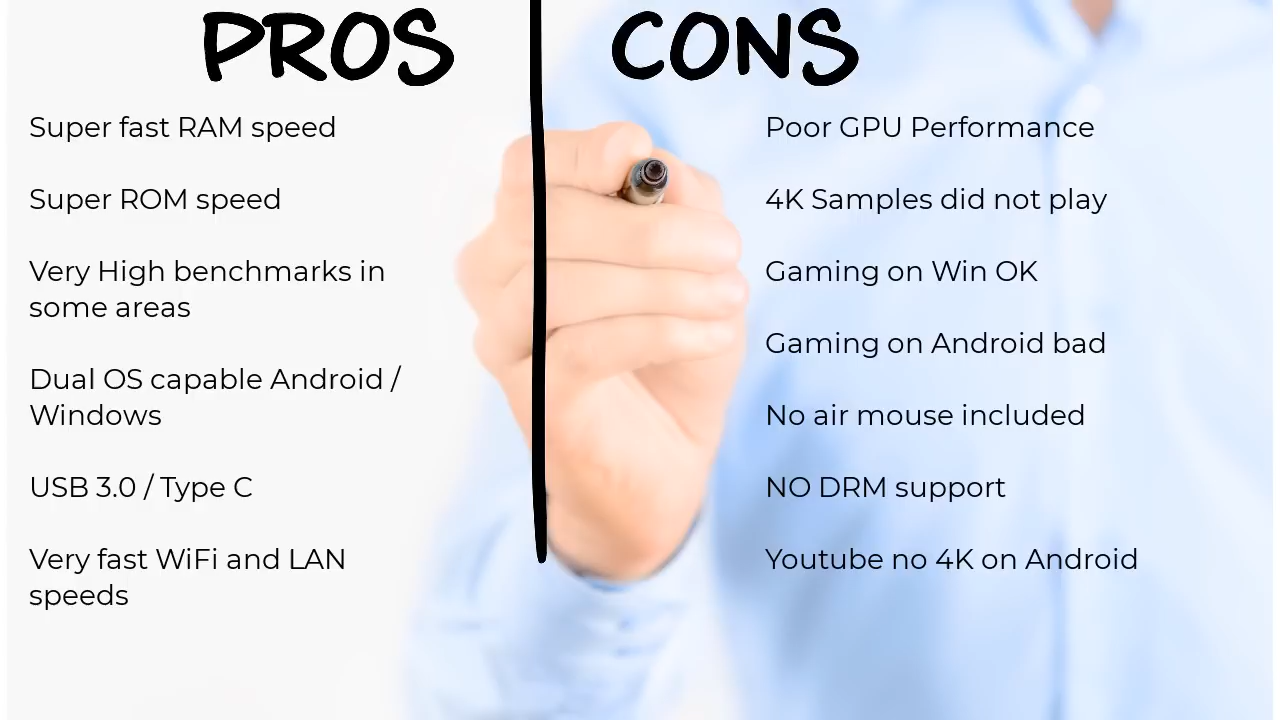 PROS
Super fast RAM speed
Super ROM speed
Very High benchmarks in
some areas
Dual OS capable Android /
Windows
USB 3.0 / Type C
Very fast WiFi and LAN
speeds
CONS
Poor GPU Performance
4K Samples did not play
Gaming on Win OK
Gaming on Android bad
No air mouse included
NO DRM support
Youtube no 4K on Android